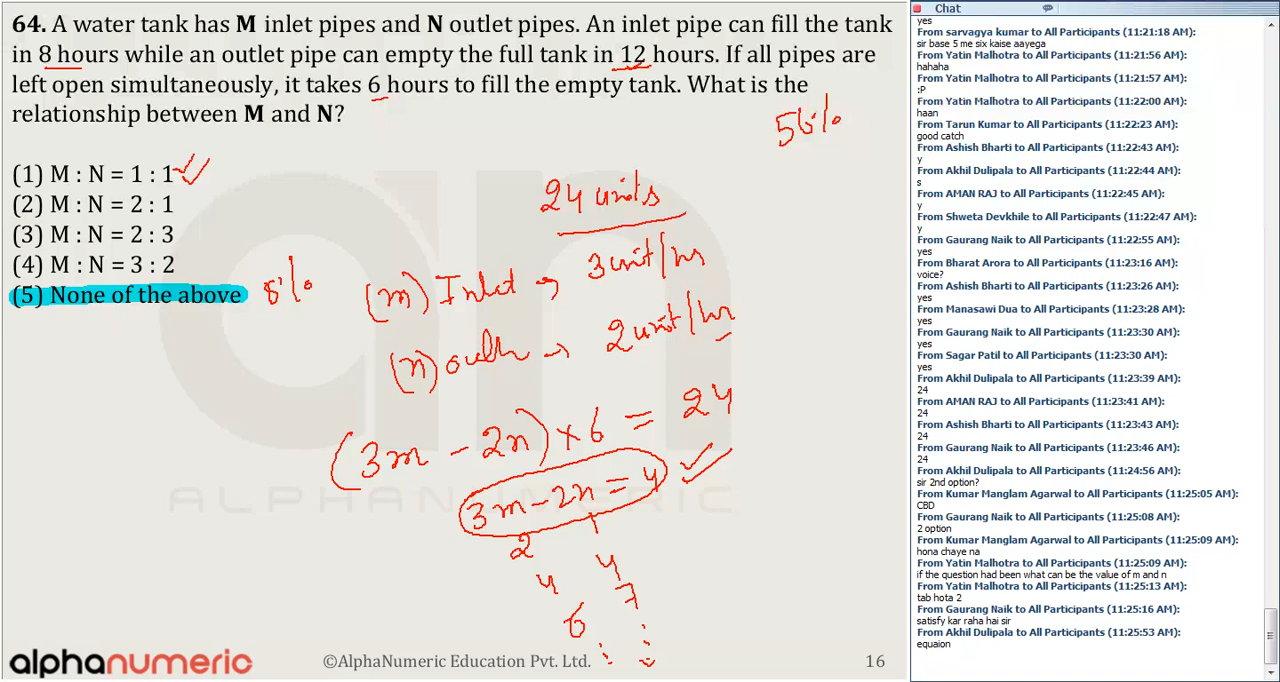 64. A water tank has M inlet pipes and N outlet pipes. An inlet pipe can fill the tank
in 8 hours while an outlet pipe can empty the full tank in 12 hours. If all pipes are
left open simultaneously, it takes 6 hours to fill the empty tank. What is the
relationship between M and N?
56%
(1) M : N = 1 : 1
(2) M : N = 2 : 1
(3) M : N = 2 : 3
(4) M : N = 3 : 2
(5) None of the above
8%
24 units
(m) Inlet → 3 unit/hr
(n) → 2 unit/hr
(3m - 2n) × 6 = 24
3m - 2n = 4
2 1
4 4
6 7
ALPHANUMERIC
alphanumeric
©AlphaNumeric Education Pvt. Ltd.
16
Chat
yes
From sarvagya kumar to All Participants (11:21:18 AM):
sir base 5 me six kaise aayega
From Yatin Malhotra to All Participants (11:21:56 AM):
hahaha
From Yatin Malhotra to All Participants (11:21:57 AM):
:P
From Yatin Malhotra to All Participants (11:22:00 AM):
haan
From Tarun Kumar to All Participants (11:22:23 AM):
good catch
From Ashish Bharti to All Participants (11:22:43 AM):
y
From Akhil Dulipala to All Participants (11:22:44 AM):
s
From AMAN RAJ to All Participants (11:22:45 AM):
y
From Shweta Devkhile to All Participants (11:22:47 AM):
y
From Gaurang Naik to All Participants (11:22:55 AM):
yes
From Bharat Arora to All Participants (11:23:16 AM):
voice?
From Ashish Bharti to All Participants (11:23:26 AM):
yes
From Manasawi Dua to All Participants (11:23:28 AM):
yes
From Gaurang Naik to All Participants (11:23:30 AM):
yes
From Sagar Patil to All Participants (11:23:30 AM):
yes
From Akhil Dulipala to All Participants (11:23:39 AM):
24
From AMAN RAJ to All Participants (11:23:41 AM):
24
From Ashish Bharti to All Participants (11:23:43 AM):
24
From Gaurang Naik to All Participants (11:23:46 AM):
24
From Akhil Dulipala to All Participants (11:24:56 AM):
sir 2nd option?
From Kumar Manglam Agarwal to All Participants (11:25:05 AM):
CBD
From Gaurang Naik to All Participants (11:25:08 AM):
2 option
From Kumar Manglam Agarwal to All Participants (11:25:09 AM):
hona chaye na
From Yatin Malhotra to All Participants (11:25:09 AM):
if the question had been what can be the value of m and n
From Yatin Malhotra to All Participants (11:25:13 AM):
tab hota 2
From Gaurang Naik to All Participants (11:25:16 AM):
satisfy kar raha hai sir
From Akhil Dulipala to All Participants (11:25:53 AM):
equaion